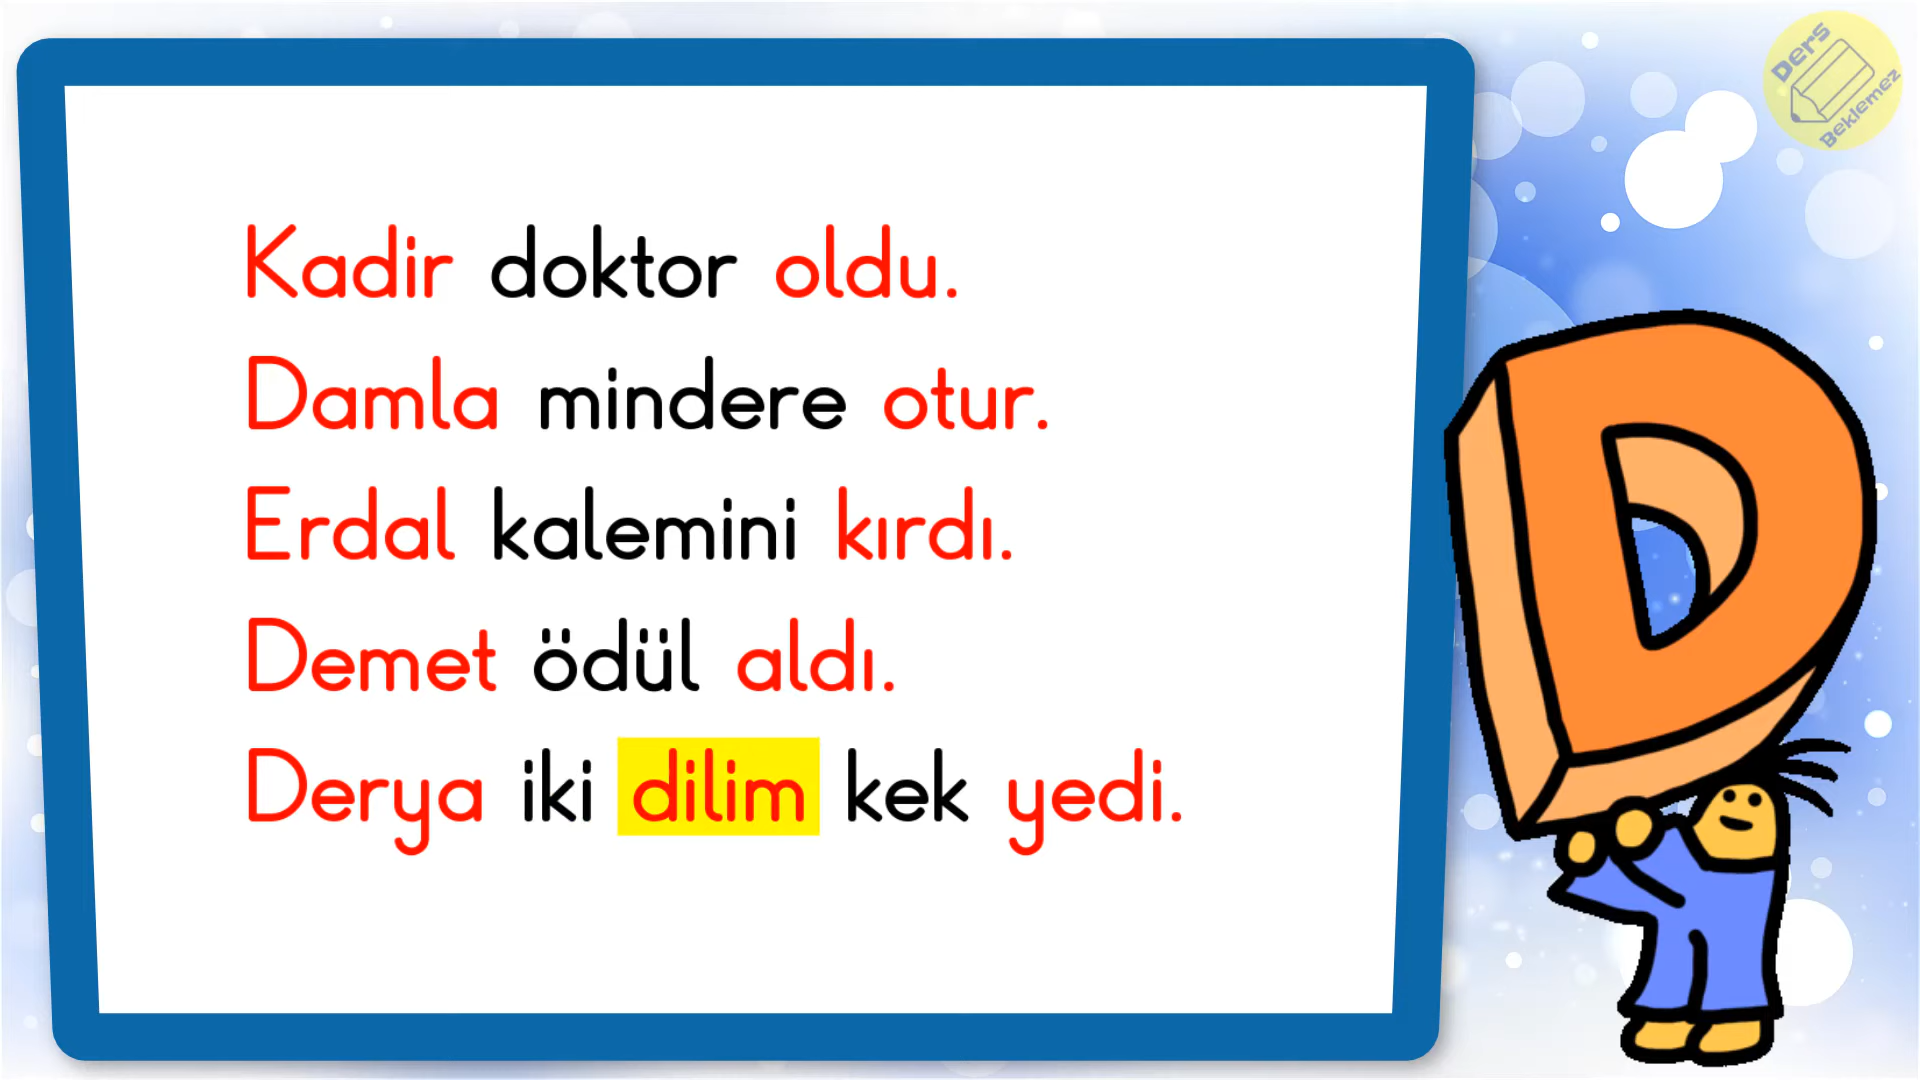 Kadir doktor oldu.
Damla mindere otur.
Erdal kalemini kırdı.
Demet ödül aldı.
Derya iki dilim kek yedi.
Ders
Beklemez
D